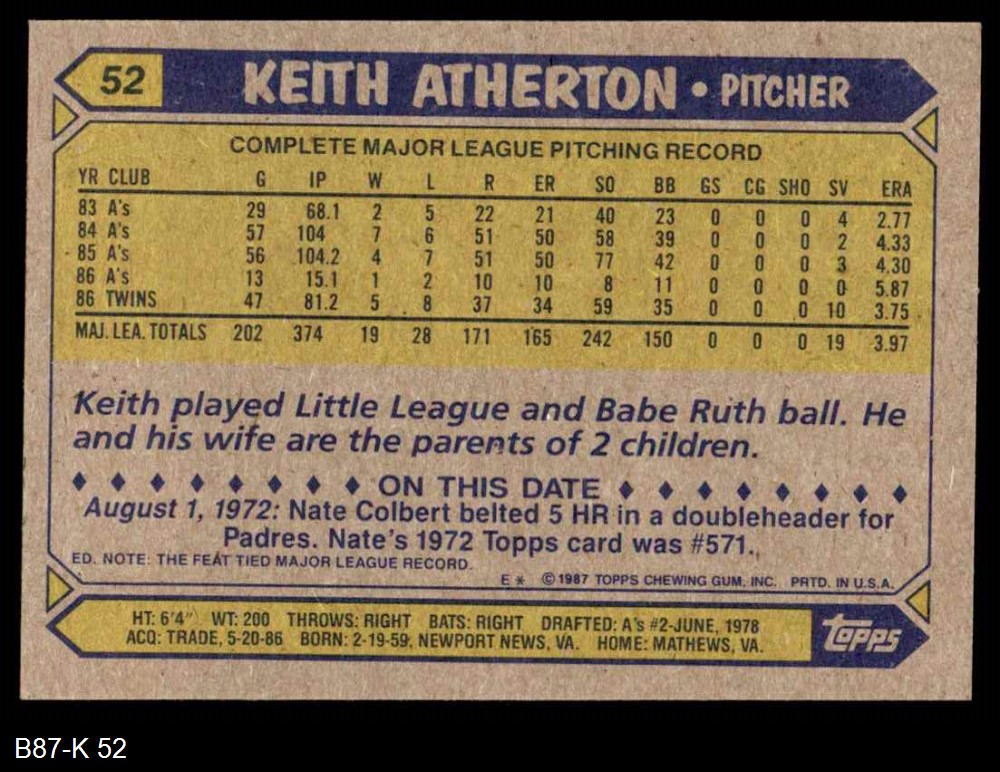 52 KEITH ATHERTON • PITCHER
COMPLETE MAJOR LEAGUE PITCHING RECORD
YR CLUB G IP W L R ER SO BB GS CG SHO SV ERA
83 A's 29 68.1 2 5 22 21 40 23 0 0 0 4 2.77
84 A's 57 104 7 6 51 50 58 39 0 0 0 2 4.33
85 A's 56 104.2 4 7 51 50 77 42 0 0 0 3 4.30
86 A's 13 15.1 1 2 10 10 8 11 0 0 0 0 5.87
86 TWINS 47 81.2 5 8 37 34 59 35 0 0 0 10 3.75
MAJ. LEA. TOTALS 202 374 19 28 171 165 242 150 0 0 0 19 3.97
Keith played Little League and Babe Ruth ball. He
and his wife are the parents of 2 children.
♦ ♦ ♦ ♦ ♦ ♦ ♦ ♦ ON THIS DATE ♦ ♦ ♦ ♦ ♦ ♦ ♦ ♦
August 1, 1972: Nate Colbert belted 5 HR in a doubleheader for
Padres. Nate's 1972 Topps card was #571.
ED. NOTE: THE FEAT TIED MAJOR LEAGUE RECORD.
E* © 1987 TOPPS CHEWING GUM, INC. PRTD. IN U.S.A.
HT: 6'4" WT: 200 THROWS: RIGHT BATS: RIGHT DRAFTED: A's #2-JUNE, 1978
ACQ: TRADE, 5-20-86 BORN: 2-19-59, NEWPORT NEWS, VA. HOME: MATHEWS, VA.
topps
B87-K 52